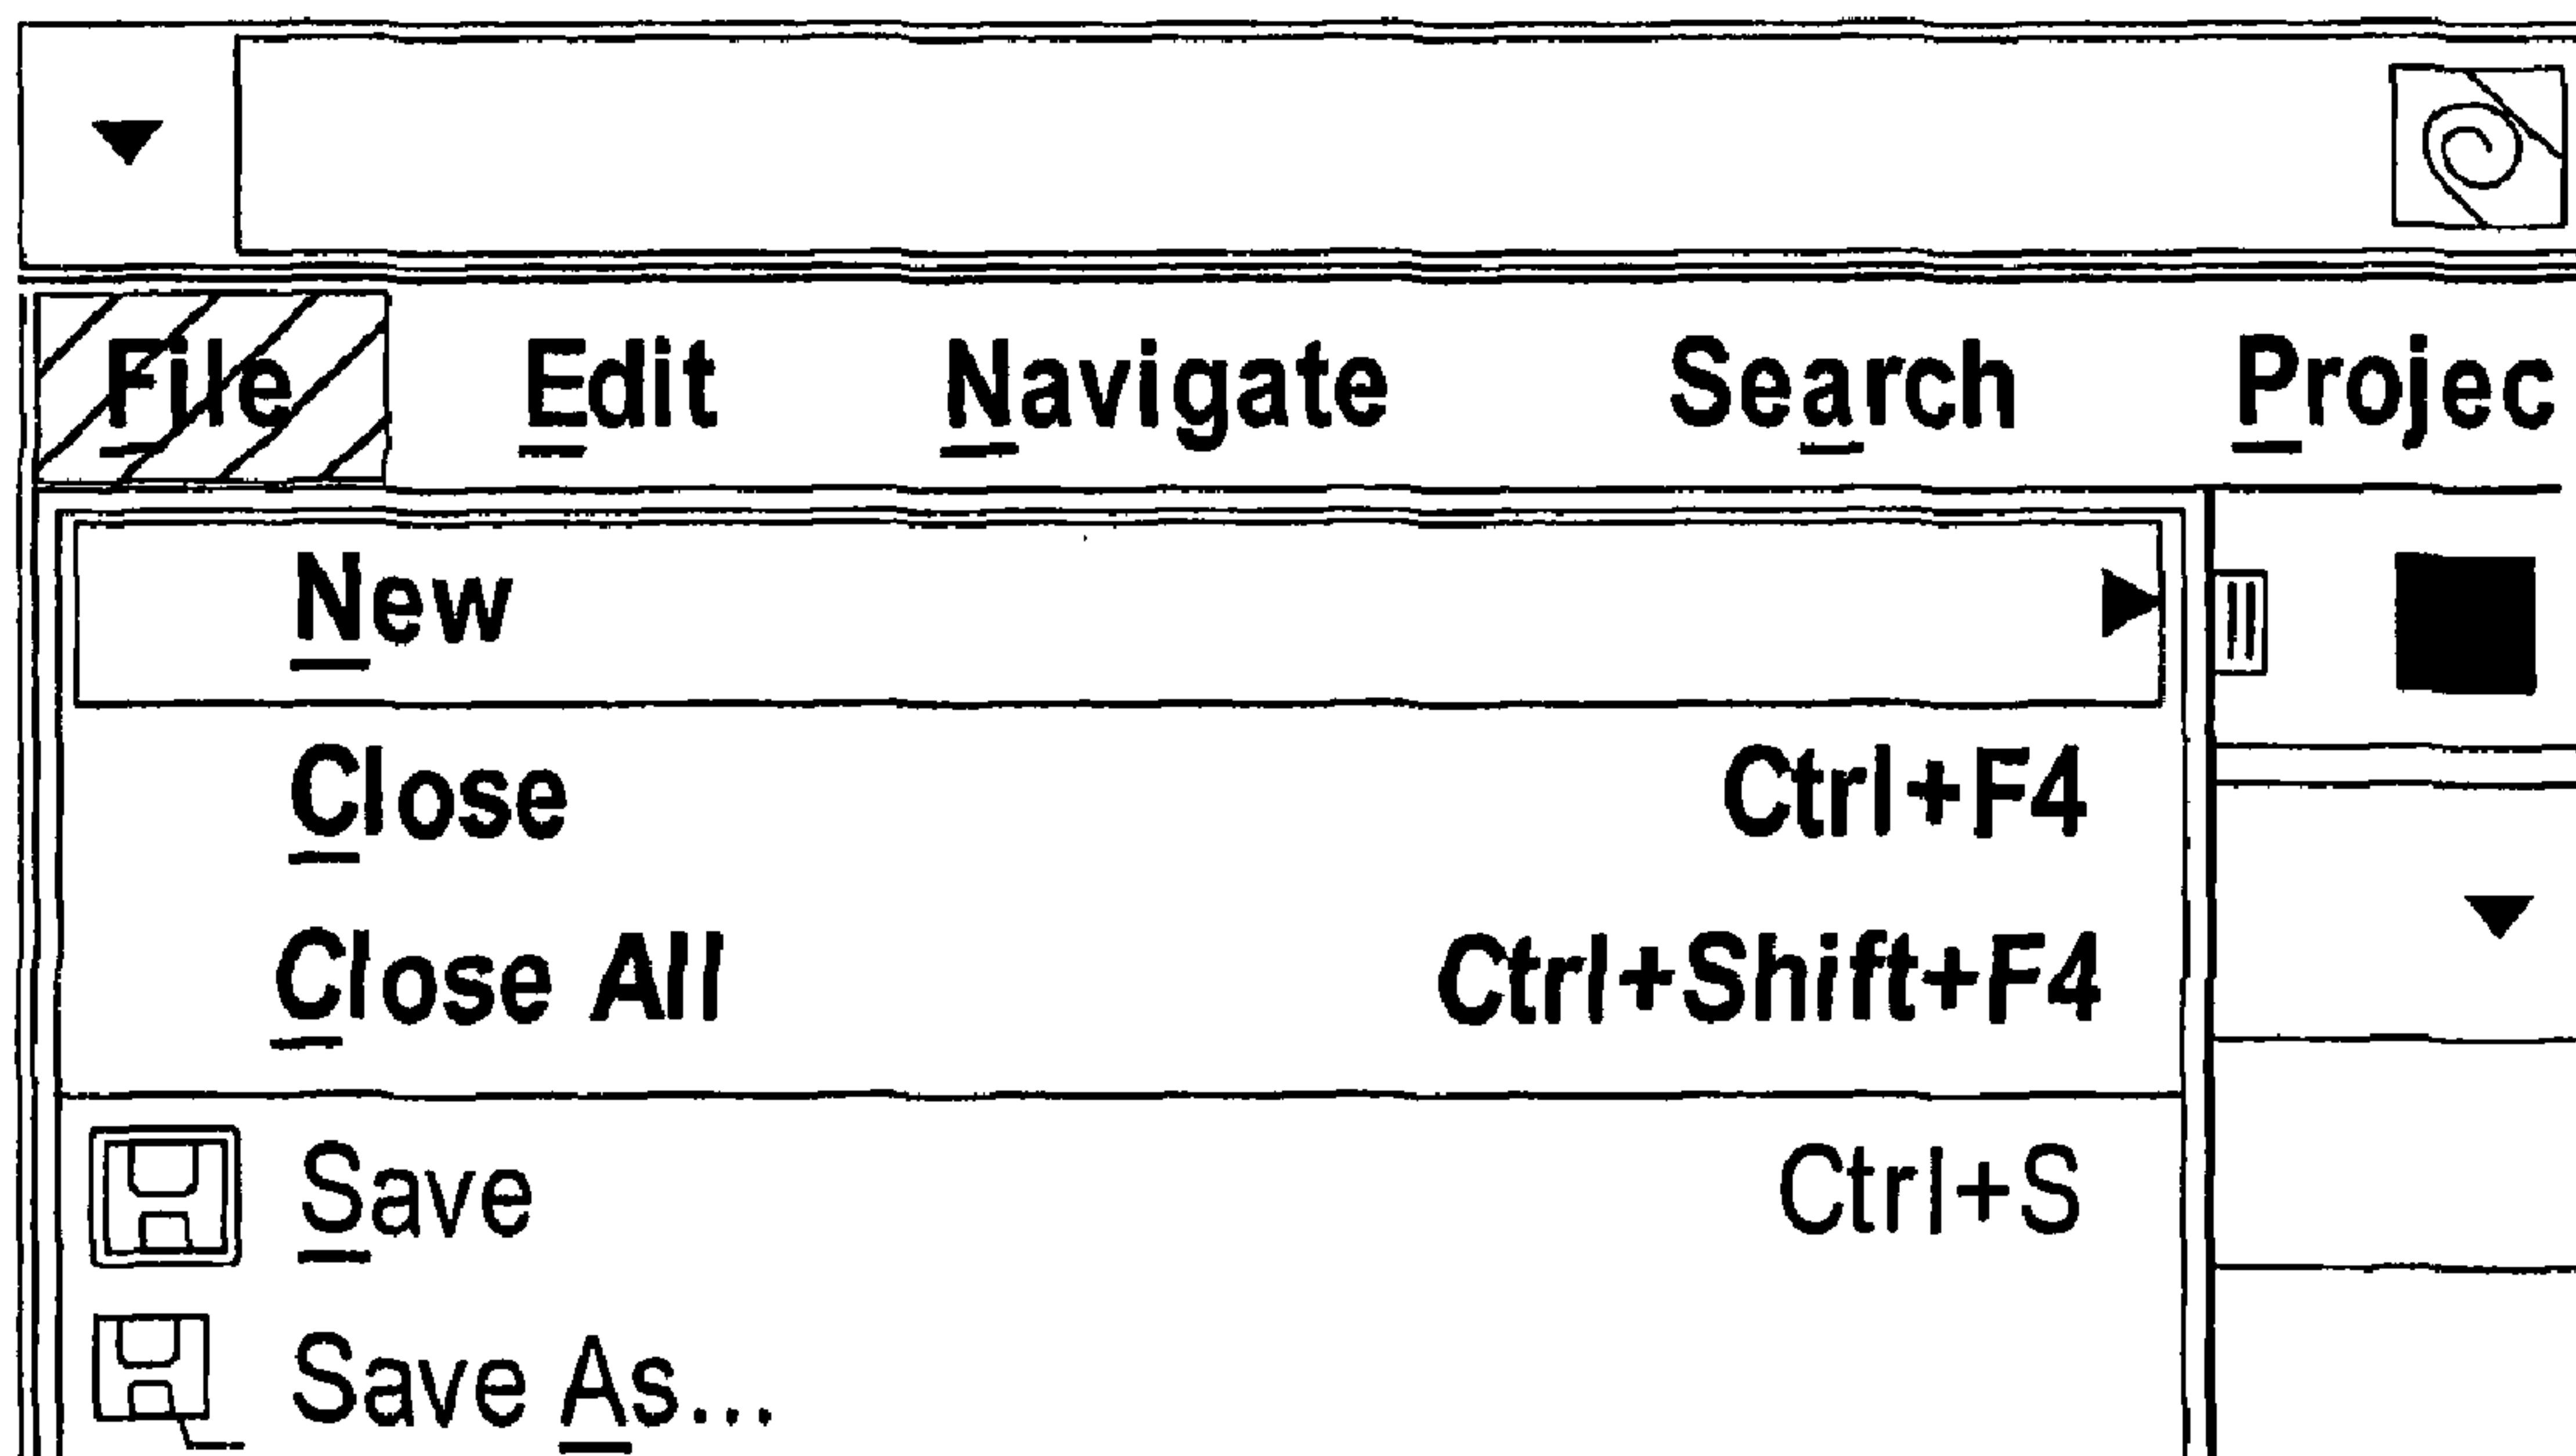 File Edit Navigate Search Projec
New
Close Ctrl+F4
Close All Ctrl+Shift+F4
Save Ctrl+S
Save As...